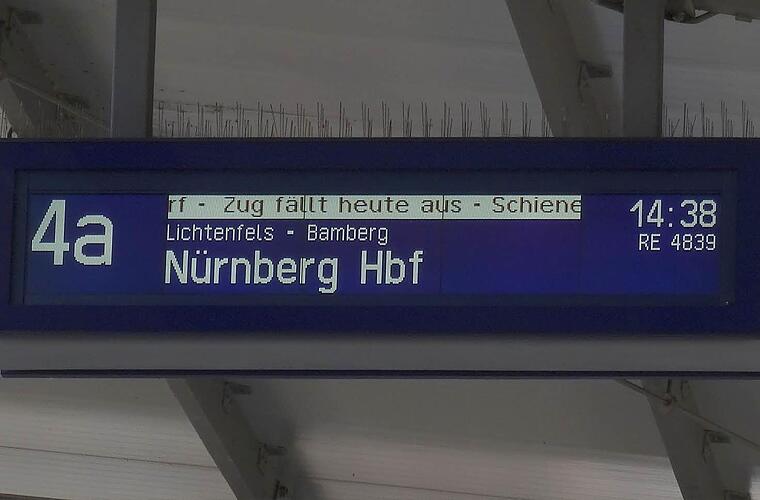 4a
rf - Zug fällt heute aus - Schiene
Lichtenfels - Bamberg
Nürnberg Hbf
14:38
RE 4839